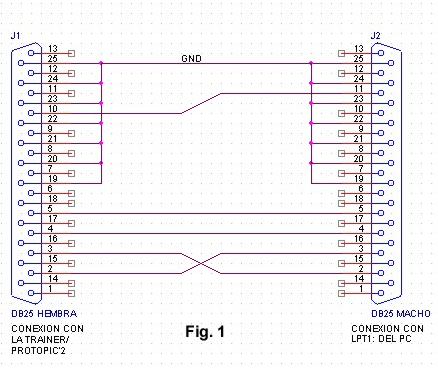 J1
J2
GND
13 13
25 25
12 12
24 24
11 11
23 23
10 10
22 22
9 9
21 21
8 8
20 20
7 7
19 19
6 6
18 18
5 5
17 17
4 4
16 16
3 3
15 15
2 2
14 14
1 1
DB25 HEMBRA
CONEXION CON
LA TRAINER/
PROTOPIC'2
Fig. 1
DB25 MACHO
CONEXION CON
LPT1: DEL PC